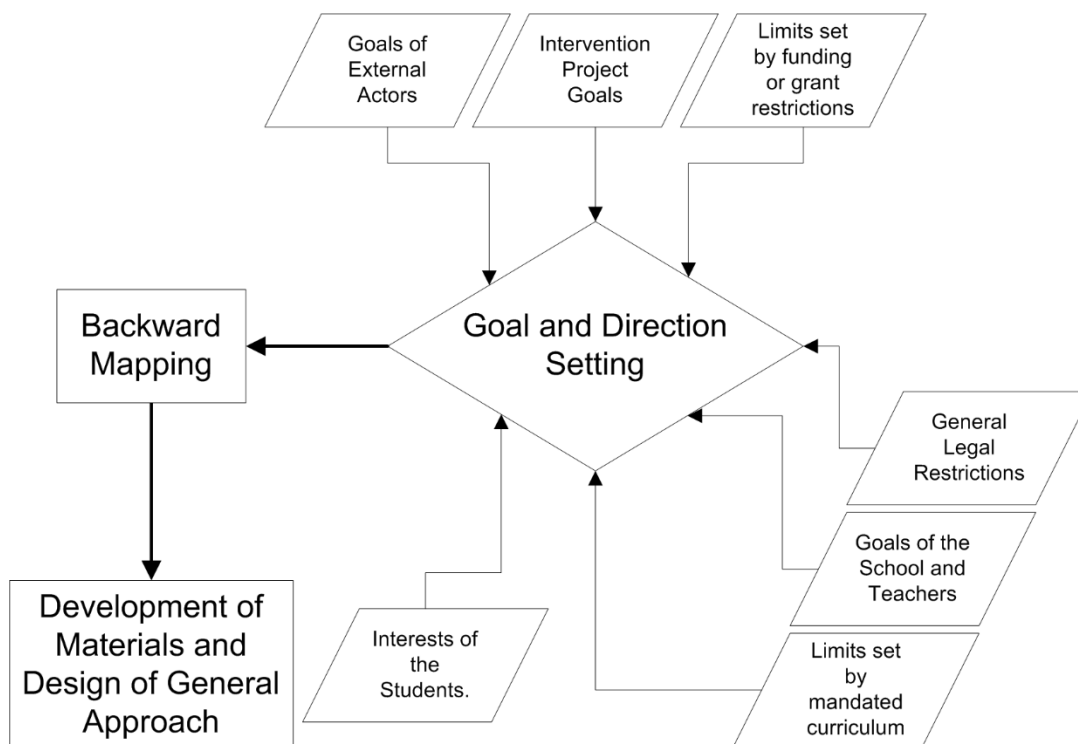 Goals of
External
Actors
Intervention
Project
Goals
Limits set
by funding
or grant
restrictions
Goal and Direction
Setting
Backward
Mapping
General
Legal
Restrictions
Goals of the
School and
Teachers
Limits set
by
mandated
curriculum
Interests of
the
Students.
Development of
Materials and
Design of General
Approach